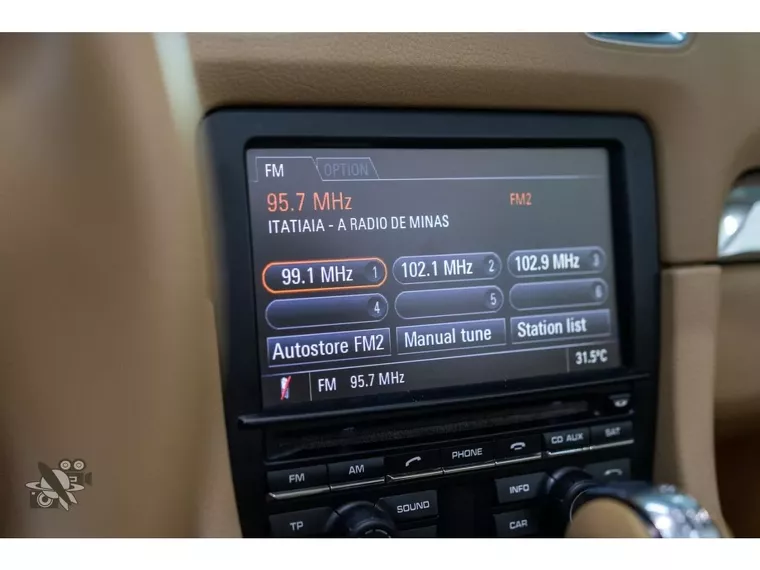 FM OPTION
95.7 MHz FM2
ITATIAIA - A RADIO DE MINAS
99.1 MHz 1 102.1 MHz 2 102.9 MHz 3
4 5 6
Autostore FM2 Manual tune Station list
31.5°C
FM 95.7 MHz
FM AM PHONE CD AUX SAT
TP SOUND INFO
CAR